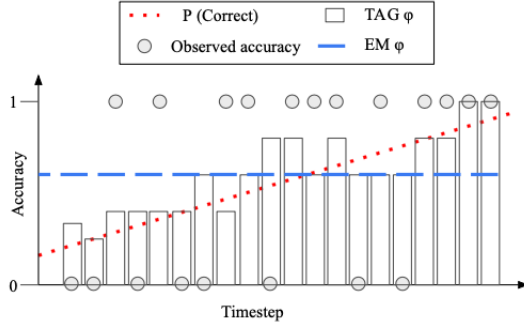 P (Correct)
TAG φ
Observed accuracy
EM φ
1
Accuracy
0
Timestep